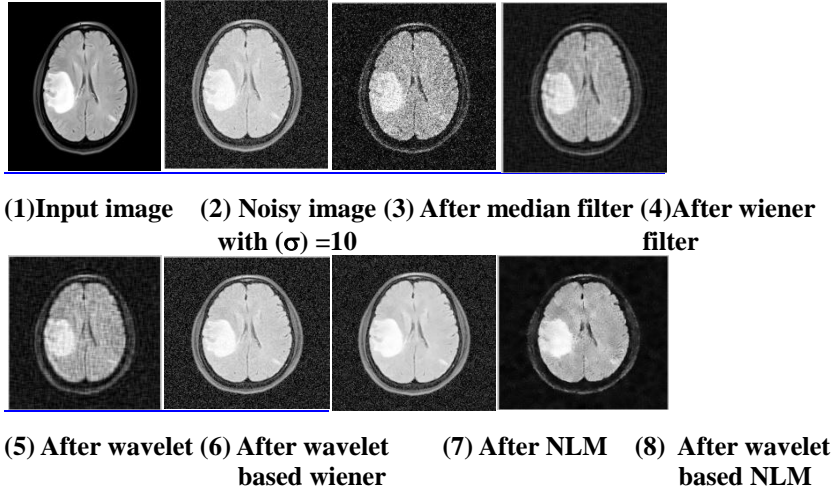 (1)Input image (2) Noisy image (3) After median filter (4)After wiener
with (σ) =10 filter
(5) After wavelet (6) After wavelet (7) After NLM (8) After wavelet
based wiener based NLM